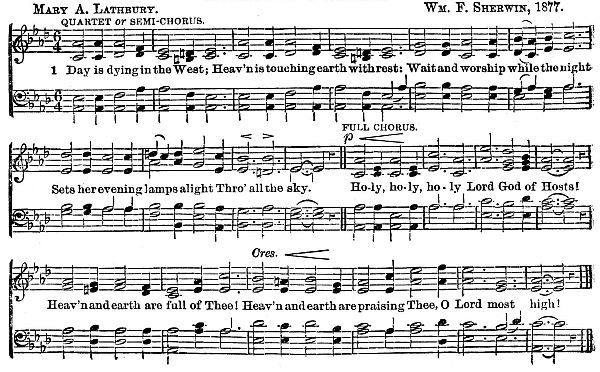 MARY A. LATHBURY. WM. F. SHERWIN, 1877.
QUARTET or SEMI-CHORUS.
1 Day is dying in the West; Heav'n is touching earth with rest: Wait and worship while the night
FULL CHORUS.
p
Sets her evening lamps alight Thro' all the sky. Ho-ly, ho-ly, ho-ly Lord God of Hosts!
Cres.
Heav'n and earth are full of Thee! Heav'n and earth are praising Thee, O Lord most high!